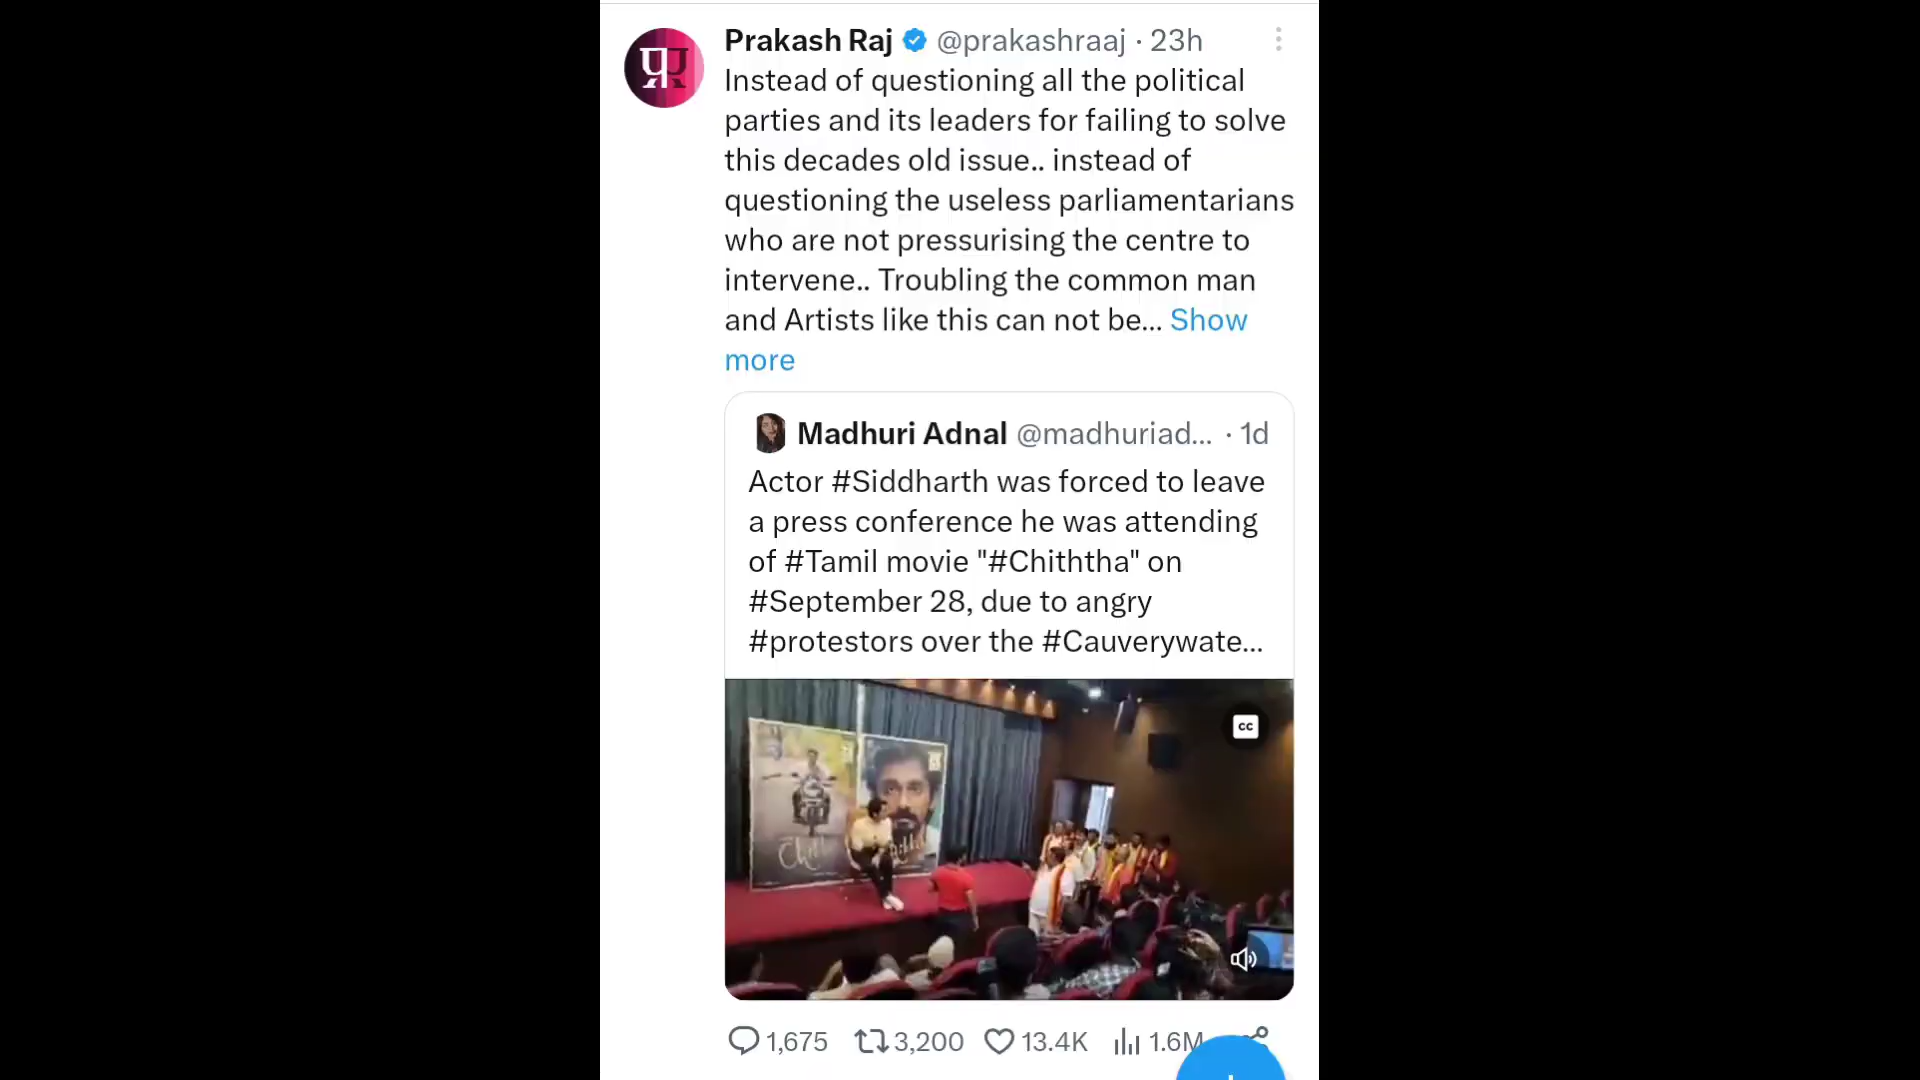 Prakash Raj @prakashraaj · 23h
Instead of questioning all the political
parties and its leaders for failing to solve
this decades old issue.. instead of
questioning the useless parliamentarians
who are not pressurising the centre to
intervene.. Troubling the common man
and Artists like this can not be... Show
more
Madhuri Adnal @madhuriad... · 1d
Actor #Siddharth was forced to leave
a press conference he was attending
of #Tamil movie "#Chiththa" on
#September 28, due to angry
#protestors over the #Cauverywate...
CC
1,675 3,200 13.4K 1.6M